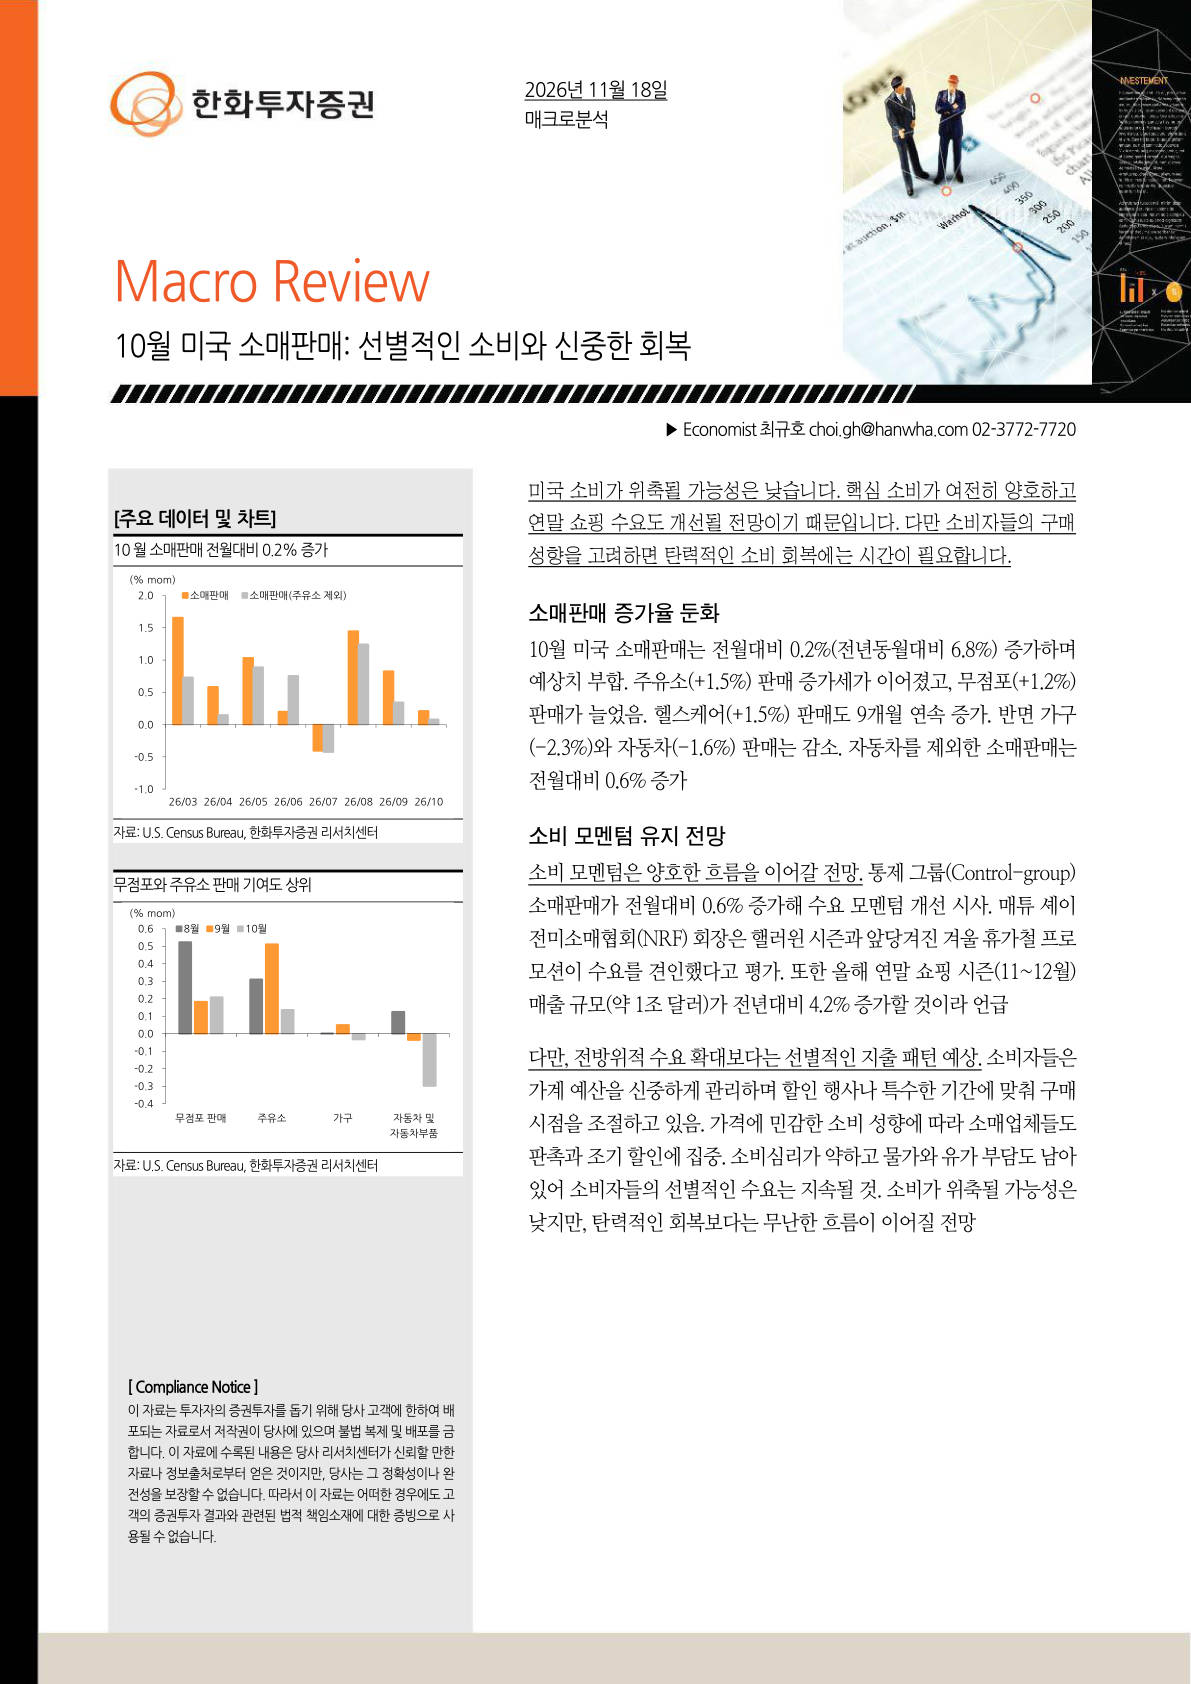 한화투자증권
2026년 11월 18일
매크로분석
INVESTEMENT
at auction, $m
Warhol
450
400
350
300
250
200
150
Macro Review
10월 미국 소매판매: 선별적인 소비와 신중한 회복
▶ Economist 최규호 choi.gh@hanwha.com 02-3772-7720
[주요 데이터 및 차트]
10 월 소매판매 전월대비 0.2% 증가
(% mom)
소매판매 소매판매(주유소 제외)
2.0
1.5
1.0
0.5
0.0
-0.5
-1.0
26/03 26/04 26/05 26/06 26/07 26/08 26/09 26/10
자료: U.S. Census Bureau, 한화투자증권 리서치센터
무점포와 주유소 판매 기여도 상위
(% mom)
8월 9월 10월
0.6
0.5
0.4
0.3
0.2
0.1
0.0
-0.1
-0.2
-0.3
-0.4
무점포 판매 주유소 가구 자동차 및
자동차부품
자료: U.S. Census Bureau, 한화투자증권 리서치센터
[ Compliance Notice ]
이 자료는 투자자의 증권투자를 돕기 위해 당사 고객에 한하여 배
포되는 자료로서 저작권이 당사에 있으며 불법 복제 및 배포를 금
합니다. 이 자료에 수록된 내용은 당사 리서치센터가 신뢰할 만한
자료나 정보출처로부터 얻은 것이지만, 당사는 그 정확성이나 완
전성을 보장할 수 없습니다. 따라서 이 자료는 어떠한 경우에도 고
객의 증권투자 결과와 관련된 법적 책임소재에 대한 증빙으로 사
용될 수 없습니다.
미국 소비가 위축될 가능성은 낮습니다. 핵심 소비가 여전히 양호하고
연말 쇼핑 수요도 개선될 전망이기 때문입니다. 다만 소비자들의 구매
성향을 고려하면 탄력적인 소비 회복에는 시간이 필요합니다.
소매판매 증가율 둔화
10월 미국 소매판매는 전월대비 0.2%(전년동월대비 6.8%) 증가하며
예상치 부합. 주유소(+1.5%) 판매 증가세가 이어졌고, 무점포(+1.2%)
판매가 늘었음. 헬스케어(+1.5%) 판매도 9개월 연속 증가. 반면 가구
(-2.3%)와 자동차(-1.6%) 판매는 감소. 자동차를 제외한 소매판매는
전월대비 0.6% 증가
소비 모멘텀 유지 전망
소비 모멘텀은 양호한 흐름을 이어갈 전망. 통제 그룹(Control-group)
소매판매가 전월대비 0.6% 증가해 수요 모멘텀 개선 시사. 매튜 셰이
전미소매협회(NRF) 회장은 핼러윈 시즌과 앞당겨진 겨울 휴가철 프로
모션이 수요를 견인했다고 평가. 또한 올해 연말 쇼핑 시즌(11~12월)
매출 규모(약 1조 달러)가 전년대비 4.2% 증가할 것이라 언급
다만, 전방위적 수요 확대보다는 선별적인 지출 패턴 예상. 소비자들은
가계 예산을 신중하게 관리하며 할인 행사나 특수한 기간에 맞춰 구매
시점을 조절하고 있음. 가격에 민감한 소비 성향에 따라 소매업체들도
판촉과 조기 할인에 집중. 소비심리가 약하고 물가와 유가 부담도 남아
있어 소비자들의 선별적인 수요는 지속될 것. 소비가 위축될 가능성은
낮지만, 탄력적인 회복보다는 무난한 흐름이 이어질 전망